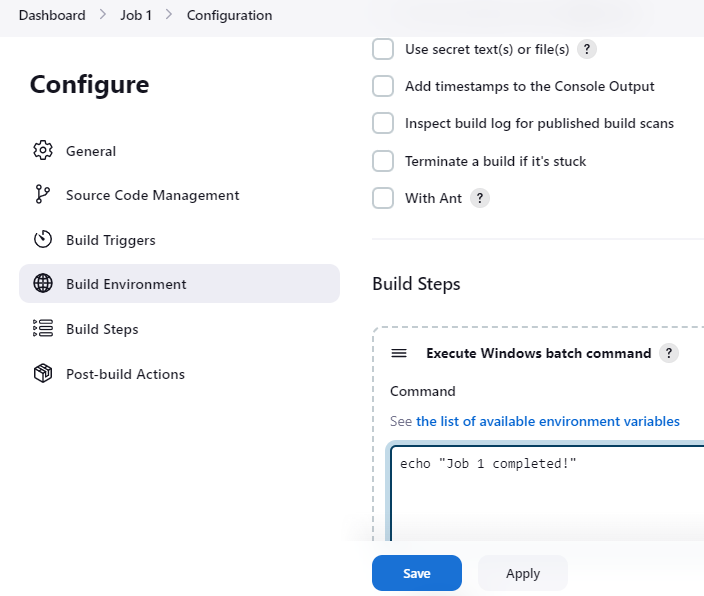 Dashboard > Job 1 > Configuration
Configure
General
Source Code Management
Build Triggers
Build Environment
Build Steps
Post-build Actions
Use secret text(s) or file(s) ?
Add timestamps to the Console Output
Inspect build log for published build scans
Terminate a build if it's stuck
With Ant ?
Build Steps
Execute Windows batch command ?
Command
See the list of available environment variables
echo "Job 1 completed!"
Save Apply